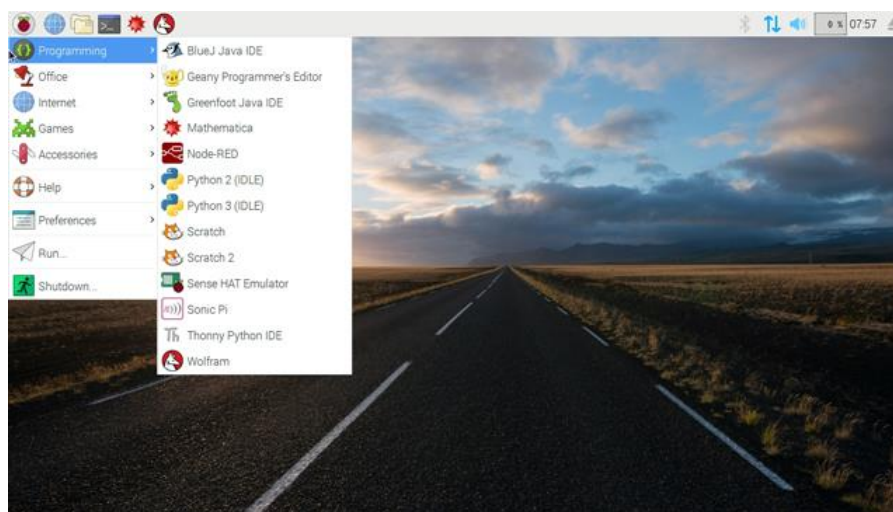 0 % 07:57
Programming
Office
Internet
Games
Accessories
Help
Preferences
Run...
Shutdown...
BlueJ Java IDE
Geany Programmer's Editor
Greenfoot Java IDE
Mathematica
Node-RED
Python 2 (IDLE)
Python 3 (IDLE)
Scratch
Scratch 2
Sense HAT Emulator
Sonic Pi
Thonny Python IDE
Wolfram